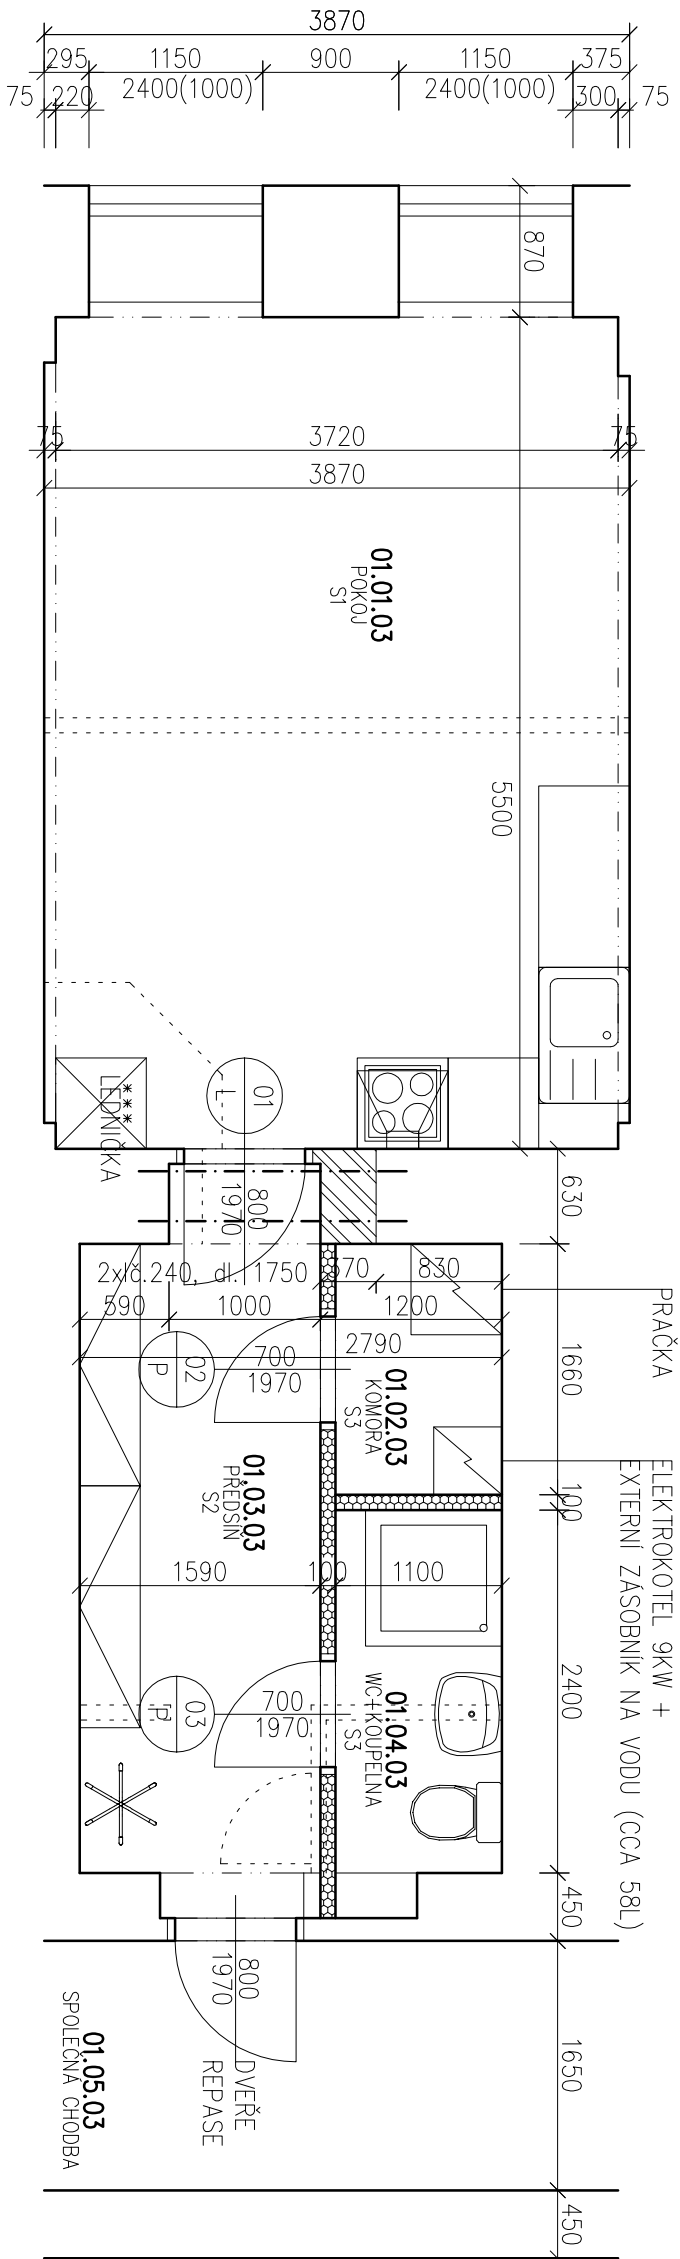 3870
295 1150 900 1150 375
2400(1000) 2400(1000)
75 220 300 75
870
75 3720 75
3870
01.01.03
POKOJ
S1
5500
01
L
***
LEDNIČKA
630
800
1970
2xIč.240, dl. 1750 370 830
590 1000 1200
2790
PRAČKA
1660
700
1970
02
P
01.02.03
KOMORA
S3
01.03.03
PŘEDSÍŇ
S2
100
ELEKTROKOTEL 9KW +
EXTERNÍ ZÁSOBNÍK NA VODU (CCA 58L)
1590 100 1100
2400
700
1970
03
P
01.04.03
WC+KOUPELNA
S3
450
800
1970
DVEŘE
REPASE
1650
01.05.03
SPOLEČNÁ CHODBA
450